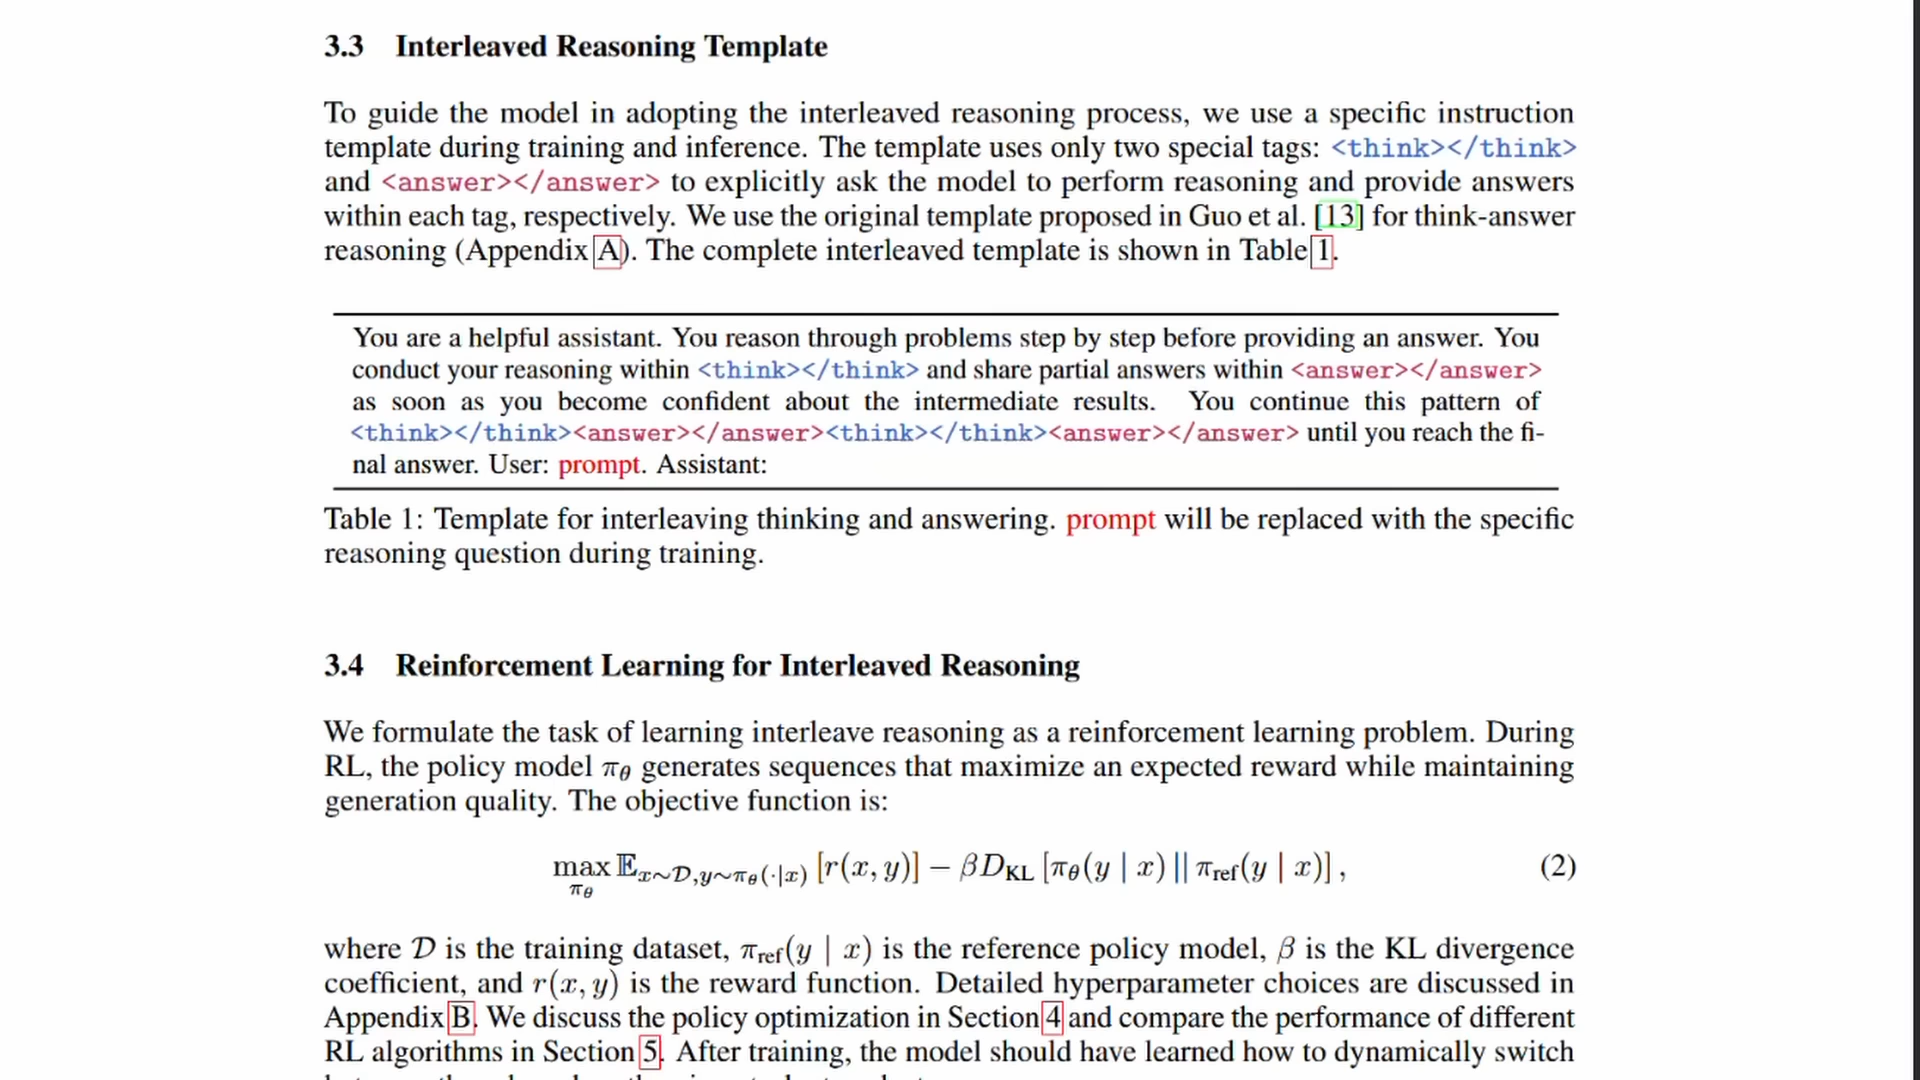 3.3 Interleaved Reasoning Template
To guide the model in adopting the interleaved reasoning process, we use a specific instruction
template during training and inference. The template uses only two special tags: <think></think>
and <answer></answer> to explicitly ask the model to perform reasoning and provide answers
within each tag, respectively. We use the original template proposed in Guo et al. [13] for think-answer
reasoning (Appendix A). The complete interleaved template is shown in Table 1.
You are a helpful assistant. You reason through problems step by step before providing an answer. You
conduct your reasoning within <think></think> and share partial answers within <answer></answer>
as soon as you become confident about the intermediate results. You continue this pattern of
<think></think><answer></answer><think></think><answer></answer> until you reach the fi-
nal answer. User: prompt. Assistant:
Table 1: Template for interleaving thinking and answering. prompt will be replaced with the specific
reasoning question during training.
3.4 Reinforcement Learning for Interleaved Reasoning
We formulate the task of learning interleave reasoning as a reinforcement learning problem. During
RL, the policy model πθ generates sequences that maximize an expected reward while maintaining
generation quality. The objective function is:
max πθ 𝔼x∼𝒟,y∼πθ(·|x) [r(x, y)] − βDKL [πθ(y | x) || πref(y | x)] , (2)
where 𝒟 is the training dataset, πref(y | x) is the reference policy model, β is the KL divergence
coefficient, and r(x, y) is the reward function. Detailed hyperparameter choices are discussed in
Appendix B. We discuss the policy optimization in Section 4 and compare the performance of different
RL algorithms in Section 5. After training, the model should have learned how to dynamically switch